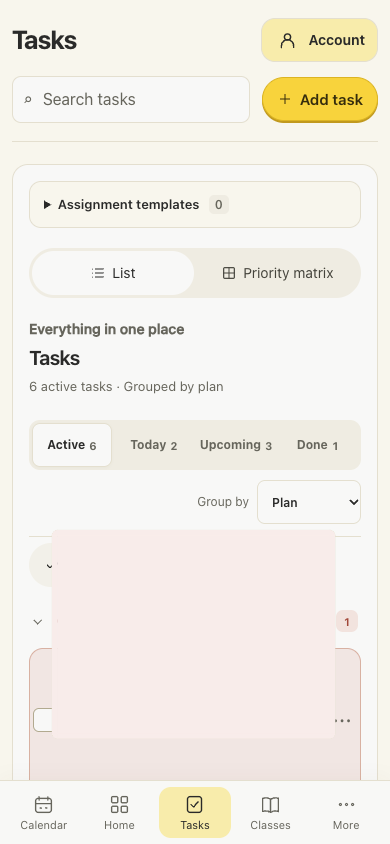 Tasks
Account
Search tasks
Add task
Assignment templates 0
List
Priority matrix
Everything in one place
Tasks
6 active tasks · Grouped by plan
Active 6
Today 2
Upcoming 3
Done 1
Group by
Plan
1
Calendar
Home
Tasks
Classes
More